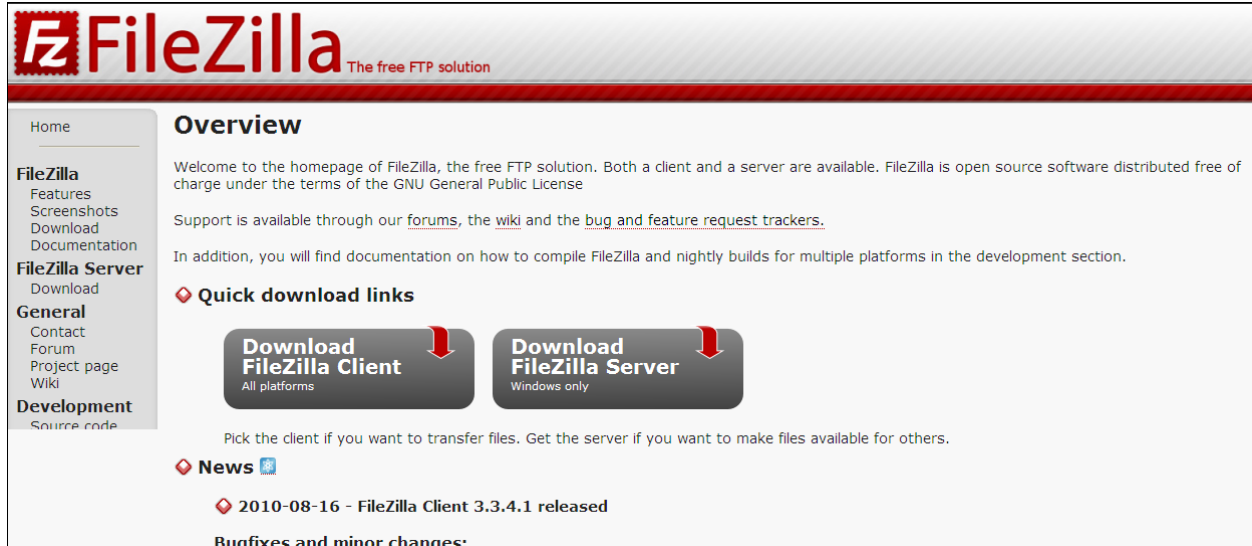 Fz FileZilla The free FTP solution
Home
FileZilla
Features
Screenshots
Download
Documentation
FileZilla Server
Download
General
Contact
Forum
Project page
Wiki
Development
Source code
Overview
Welcome to the homepage of FileZilla, the free FTP solution. Both a client and a server are available. FileZilla is open source software distributed free of
charge under the terms of the GNU General Public License
Support is available through our forums, the wiki and the bug and feature request trackers.
In addition, you will find documentation on how to compile FileZilla and nightly builds for multiple platforms in the development section.
Quick download links
Download
FileZilla Client
All platforms
Download
FileZilla Server
Windows only
Pick the client if you want to transfer files. Get the server if you want to make files available for others.
News
2010-08-16 - FileZilla Client 3.3.4.1 released
Bugfixes and minor changes: